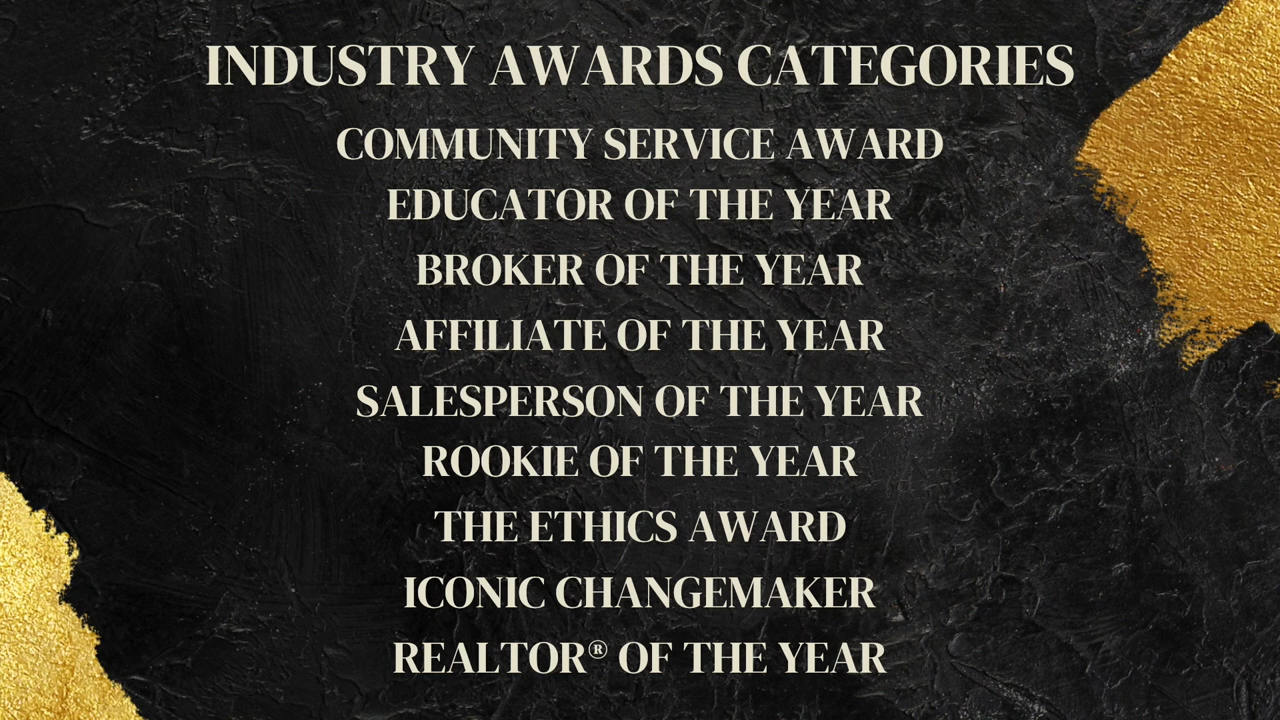 INDUSTRY AWARDS CATEGORIES
COMMUNITY SERVICE AWARD
EDUCATOR OF THE YEAR
BROKER OF THE YEAR
AFFILIATE OF THE YEAR
SALESPERSON OF THE YEAR
ROOKIE OF THE YEAR
THE ETHICS AWARD
ICONIC CHANGEMAKER
REALTOR® OF THE YEAR